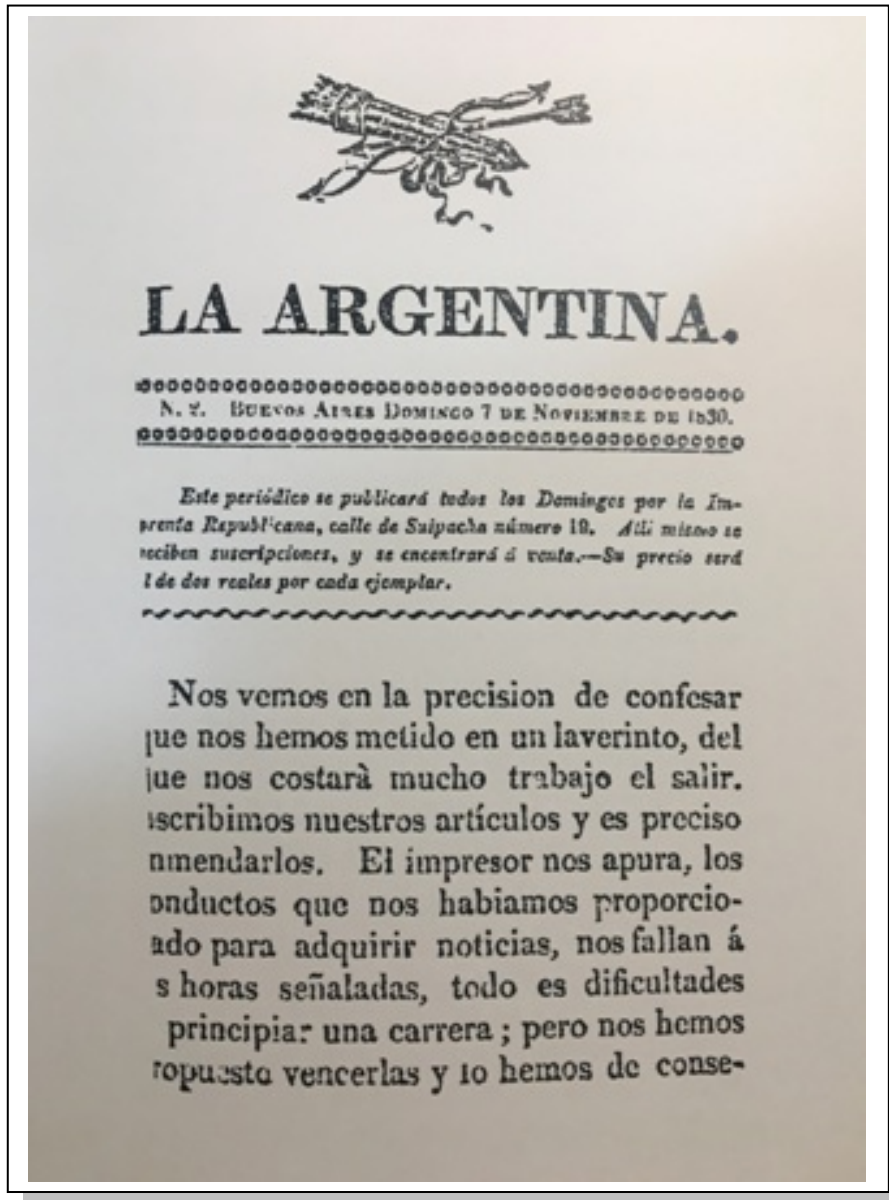 LA ARGENTINA.
N. 2. BUENOS AIRES DOMINGO 7 DE NOVIEMBRE DE 1830.
Este periódico se publicará todos los Domingos por la Im-
prenta Republicana, calle de Suipacha número 19. Alli mismo se
reciben suscripciones, y se encontrará á venta.—Su precio será
l de dos reales por cada ejemplar.
Nos vemos en la precision de confesar
que nos hemos metido en un laverinto, del
que nos costarà mucho trabajo el salir.
scribimos nuestros artículos y es preciso
nmendarlos. El impresor nos apura, los
onductos que nos habiamos proporcio-
ado para adquirir noticias, nos fallan á
s horas señaladas, todo es dificultades
principiar una carrera ; pero nos hemos
ropuesto vencerlas y lo hemos de conse-